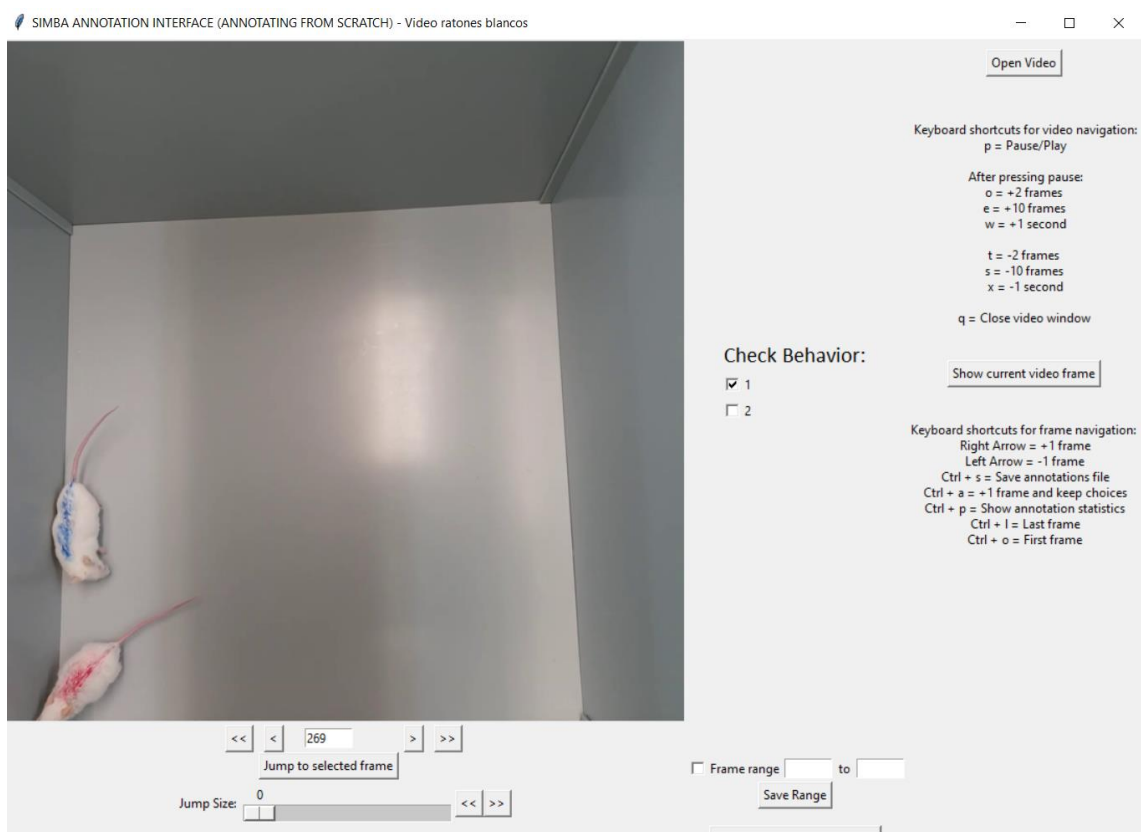 SIMBA ANNOTATION INTERFACE (ANNOTATING FROM SCRATCH) - Video ratones blancos
Open Video
Keyboard shortcuts for video navigation:
p = Pause/Play
After pressing pause:
o = +2 frames
e = +10 frames
w = +1 second
t = -2 frames
s = -10 frames
x = -1 second
q = Close video window
Check Behavior:
1
2
Show current video frame
Keyboard shortcuts for frame navigation:
Right Arrow = +1 frame
Left Arrow = -1 frame
Ctrl + s = Save annotations file
Ctrl + a = +1 frame and keep choices
Ctrl + p = Show annotation statistics
Ctrl + l = Last frame
Ctrl + o = First frame
<< < 269 > >>
Jump to selected frame
Jump Size: 0 << >>
Frame range to
Save Range